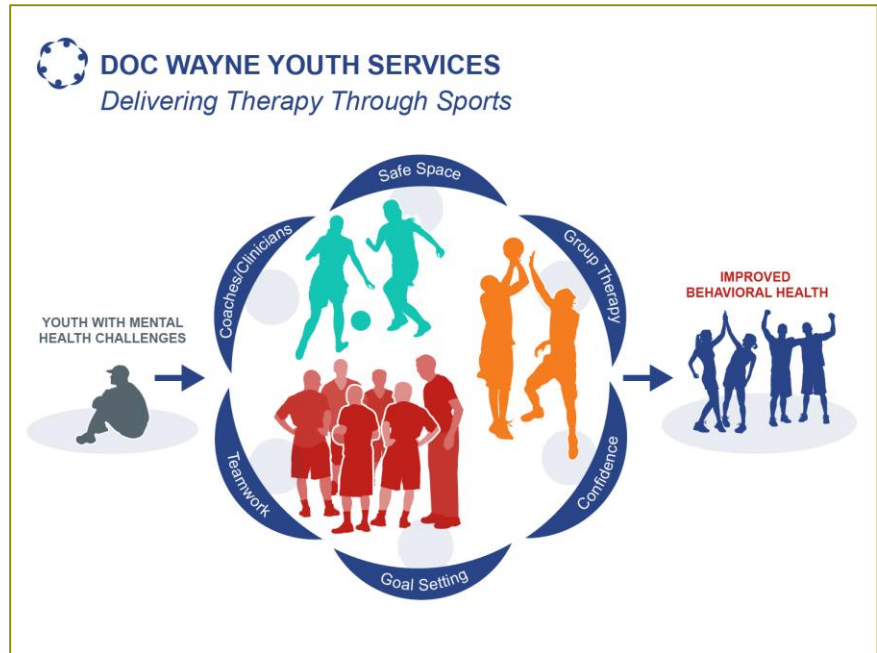 DOC WAYNE YOUTH SERVICES
Delivering Therapy Through Sports
Safe Space
Coaches/Clinicians
Group Therapy
YOUTH WITH MENTAL
HEALTH CHALLENGES
IMPROVED
BEHAVIORAL HEALTH
Teamwork
Confidence
Goal Setting